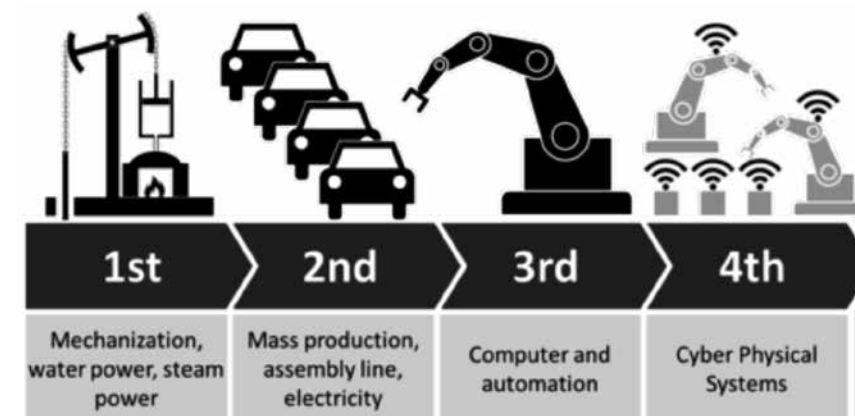 1st
2nd
3rd
4th
Mechanization,
water power, steam
power
Mass production,
assembly line,
electricity
Computer and
automation
Cyber Physical
Systems